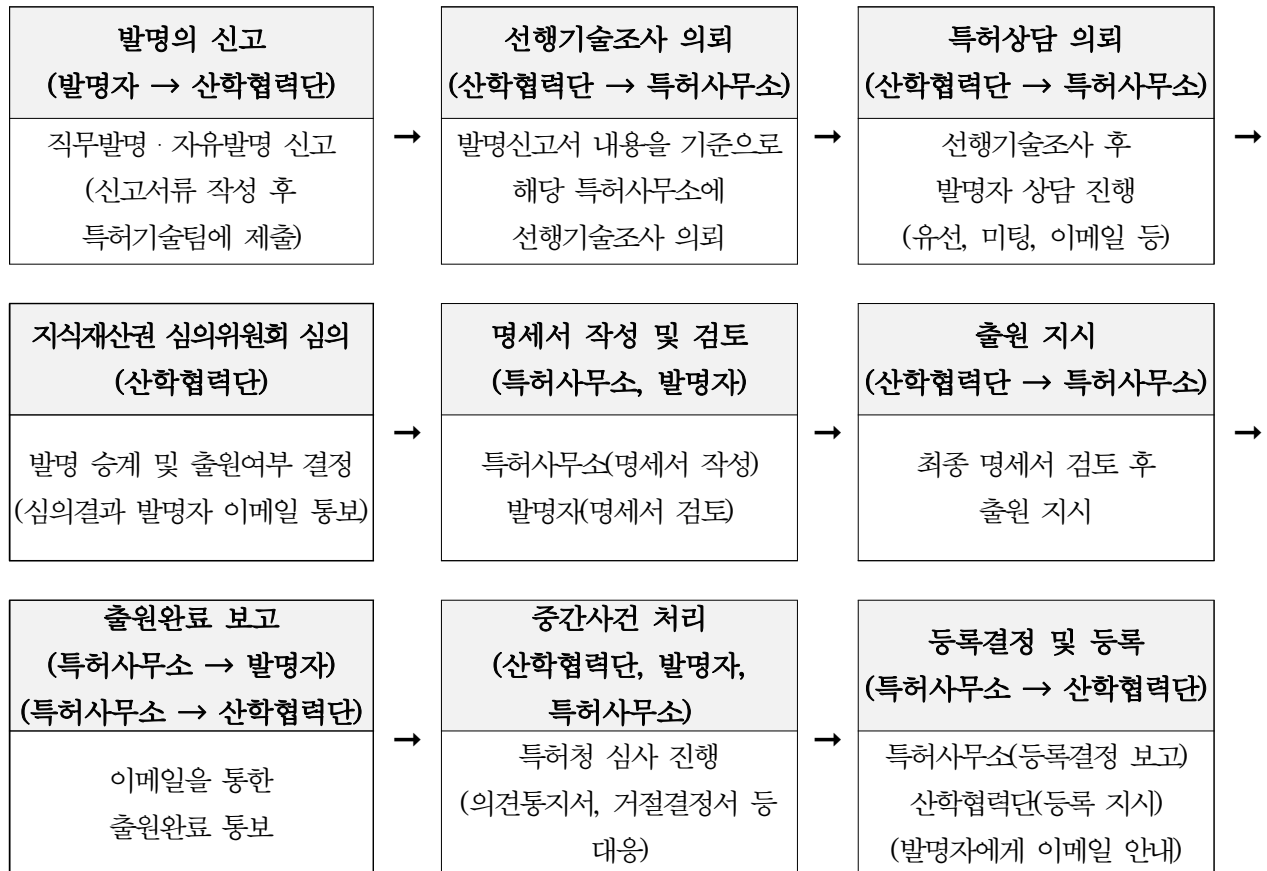 발명의 신고
(발명자 → 산학협력단)
직무발명 · 자유발명 신고
(신고서류 작성 후
특허기술팀에 제출)
→
선행기술조사 의뢰
(산학협력단 → 특허사무소)
발명신고서 내용을 기준으로
해당 특허사무소에
선행기술조사 의뢰
→
특허상담 의뢰
(산학협력단 → 특허사무소)
선행기술조사 후
발명자 상담 진행
(유선, 미팅, 이메일 등)
→
지식재산권 심의위원회 심의
(산학협력단)
발명 승계 및 출원여부 결정
(심의결과 발명자 이메일 통보)
→
명세서 작성 및 검토
(특허사무소, 발명자)
특허사무소(명세서 작성)
발명자(명세서 검토)
→
출원 지시
(산학협력단 → 특허사무소)
최종 명세서 검토 후
출원 지시
→
출원완료 보고
(특허사무소 → 발명자)
(특허사무소 → 산학협력단)
이메일을 통한
출원완료 통보
→
중간사건 처리
(산학협력단, 발명자,
특허사무소)
특허청 심사 진행
(의견통지서, 거절결정서 등
대응)
→
등록결정 및 등록
(특허사무소 → 산학협력단)
특허사무소(등록결정 보고)
산학협력단(등록 지시)
(발명자에게 이메일 안내)